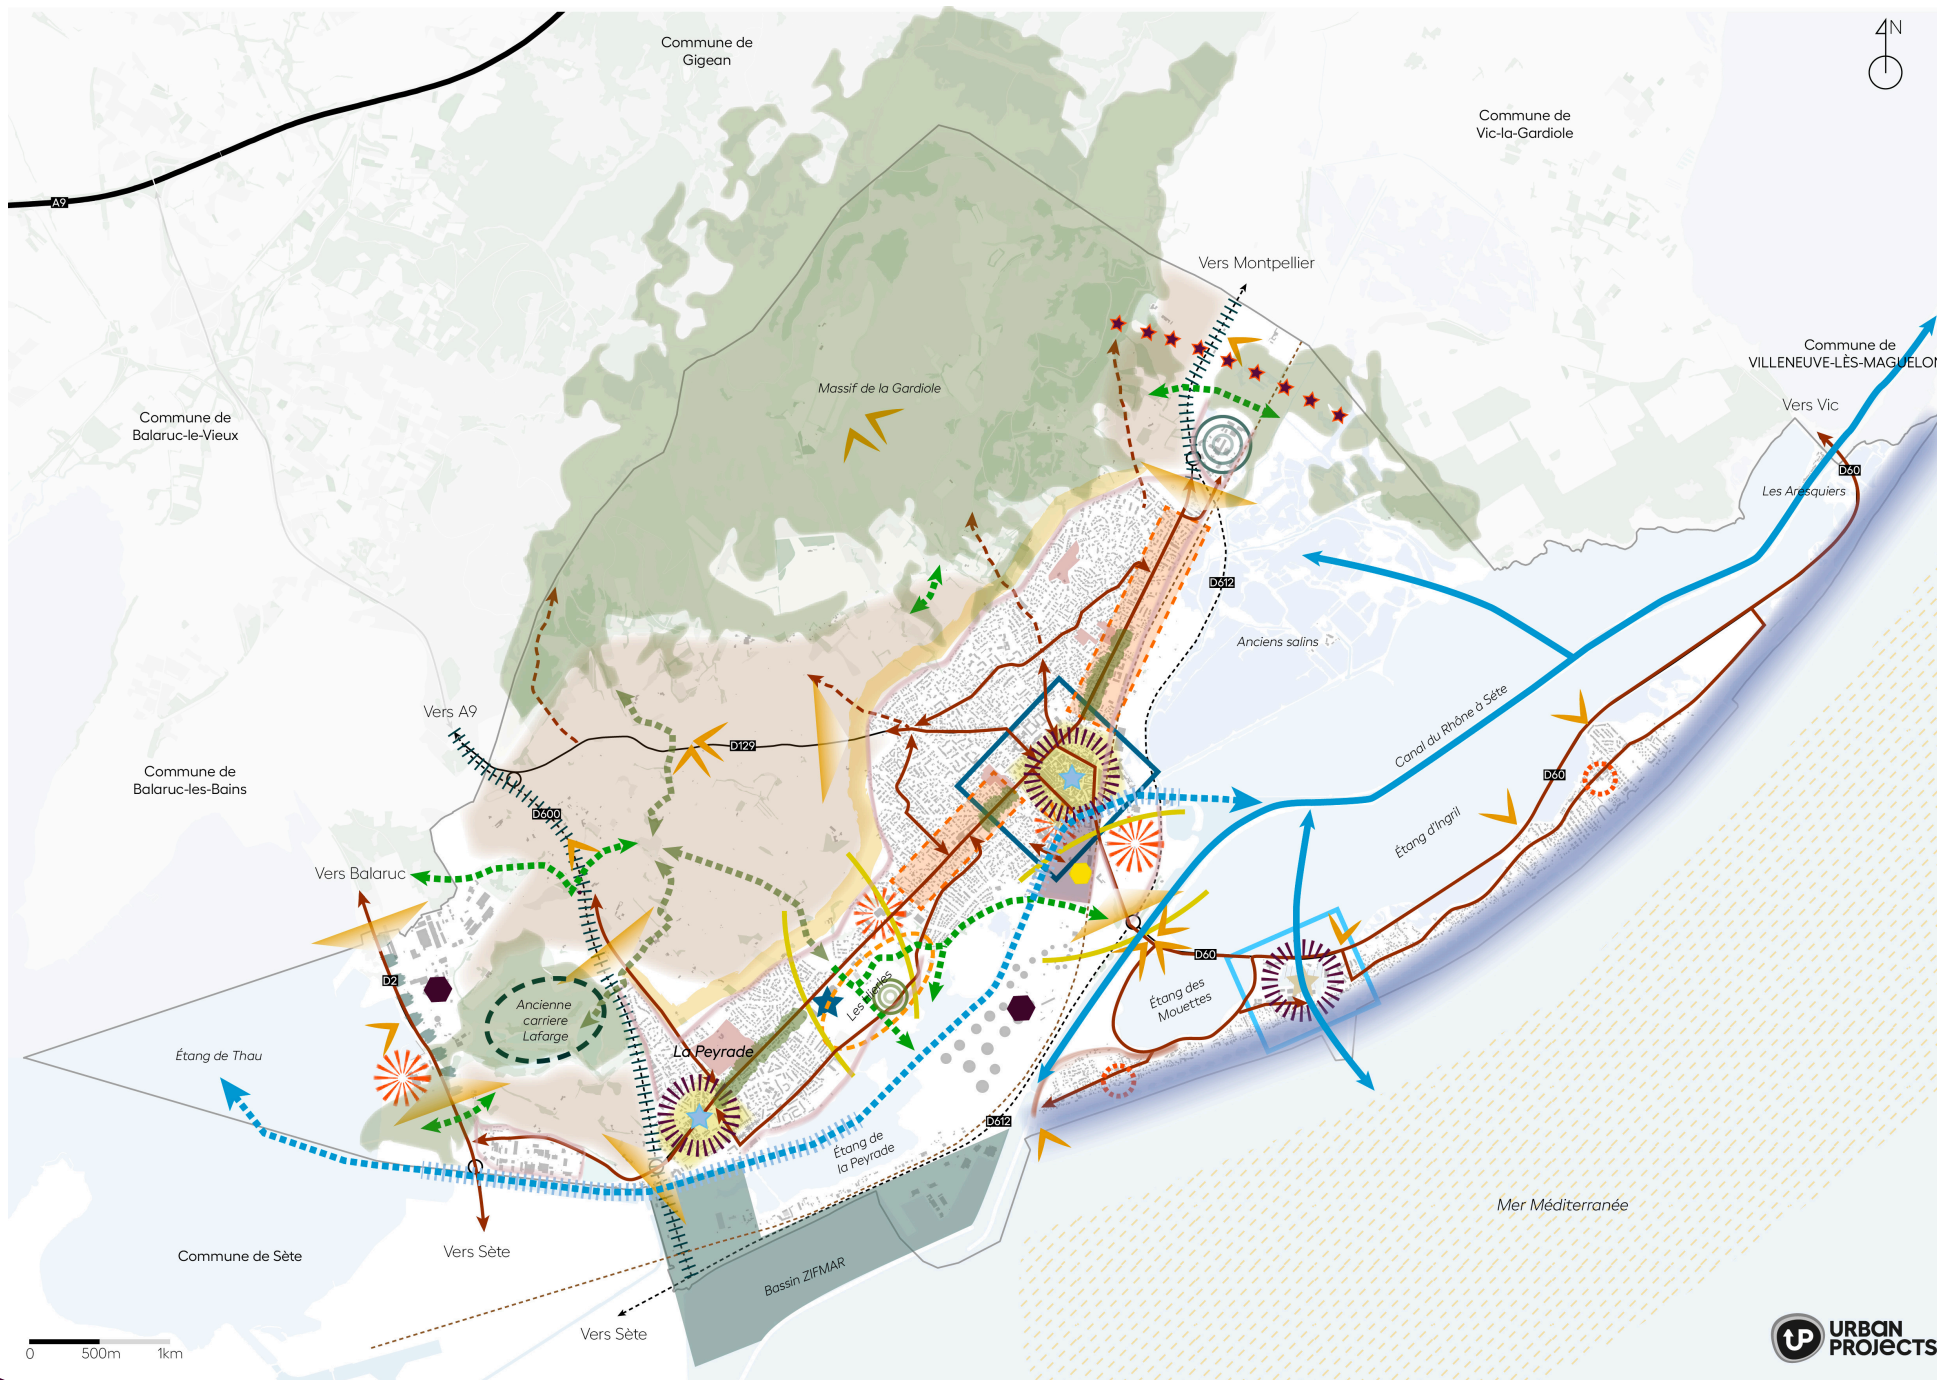 Commune de
Gigean
N
Commune de
Vic-la-Gardiole
A9
Vers Montpellier
Commune de
VILLENEUVE-LÈS-MAGUELON
Massif de la Gardiole
Vers Vic
Commune de
Balaruc-le-Vieux
D60
Les Aresquiers
D612
Anciens salins
Vers A9
D129
Canal du Rhône à Sète
Commune de
Balaruc-les-Bains
D60
D600
Étang d'Ingril
Vers Balaruc
D60
D2
Les Hierles
Étang des
Mouettes
Ancienne
carriere
Lafarge
Étang de Thau
La Peyrade
D612
Étang de
la Peyrade
Mer Méditerranée
Commune de Sète
Vers Sète
Bassin ZIFMAR
Vers Sète
0 500m 1km
UP URBAN
PROJECTS